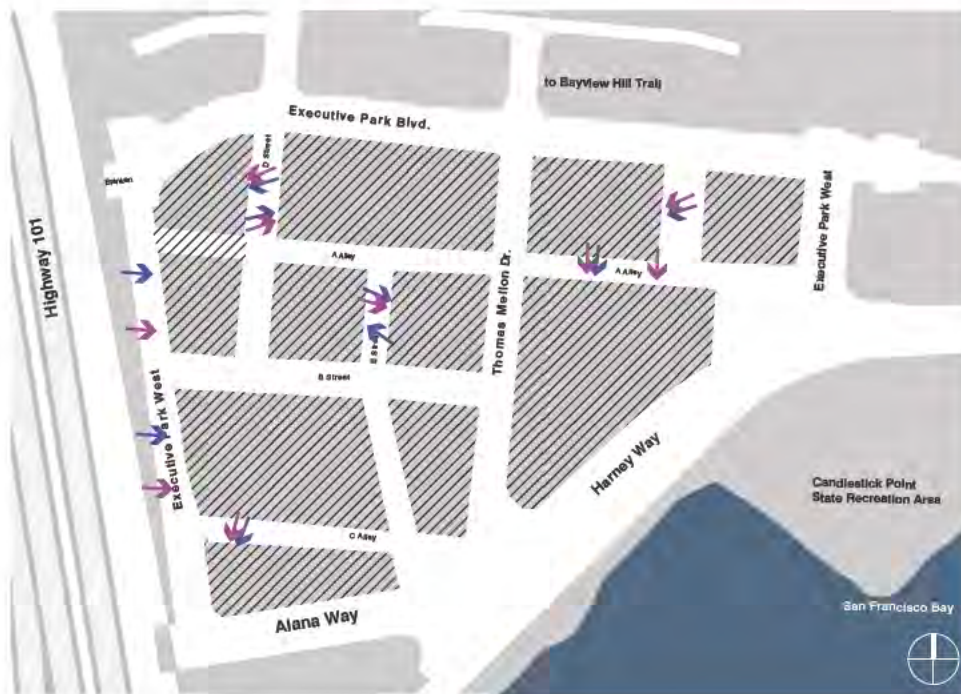 to Bayview Hill Trail
Executive Park Blvd.
D Street
Executive Park West
Highway 101
A Alley
A Alley
Thomas Mellon Dr.
B Street
Executive Park West
Harney Way
Candlestick Point
State Recreation Area
C Alley
San Francisco Bay
Alana Way